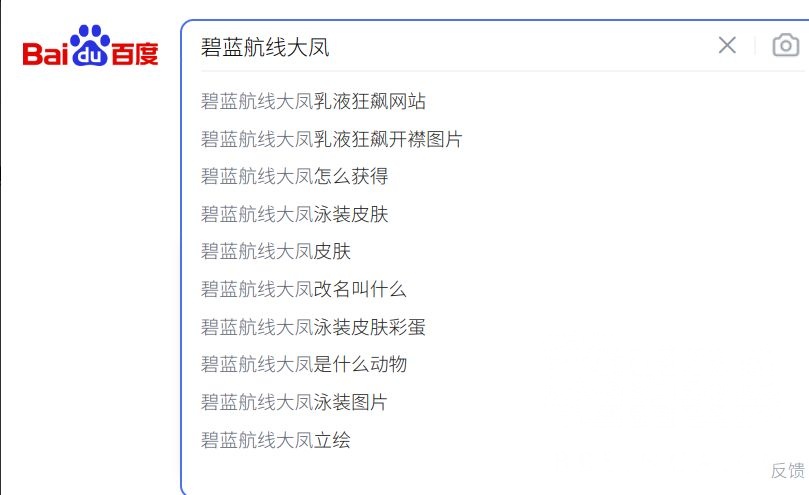 Bai du 百度
碧蓝航线大凤
碧蓝航线大凤乳液狂飙网站
碧蓝航线大凤乳液狂飙开襟图片
碧蓝航线大凤怎么获得
碧蓝航线大凤泳装皮肤
碧蓝航线大凤皮肤
碧蓝航线大凤改名叫什么
碧蓝航线大凤泳装皮肤彩蛋
碧蓝航线大凤是什么动物
碧蓝航线大凤泳装图片
碧蓝航线大凤立绘
反馈